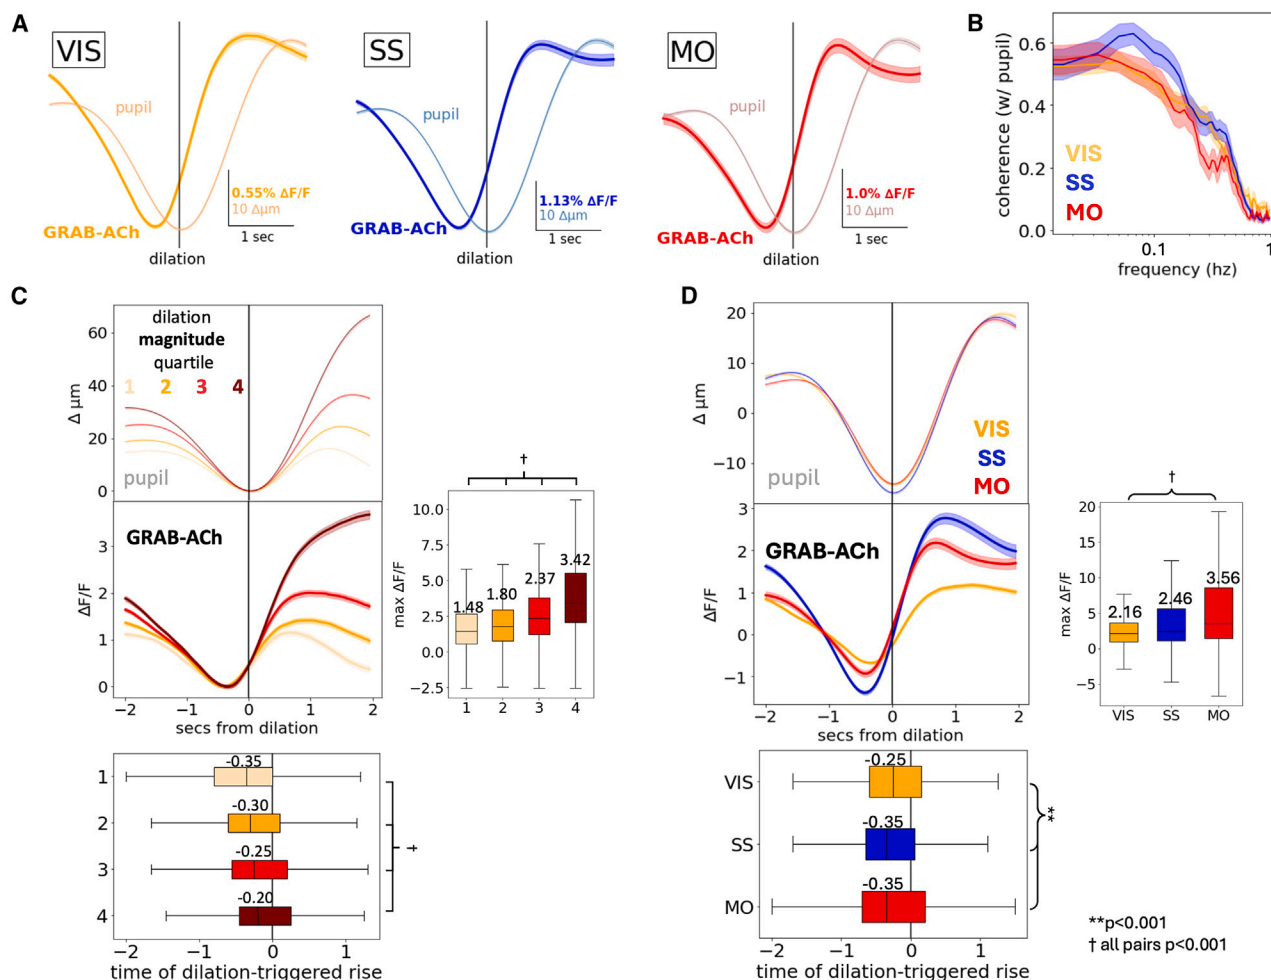 A
VIS
pupil
0.55% ΔF/F
10 Δμm
1 sec
GRAB-ACh
dilation
SS
pupil
1.13% ΔF/F
10 Δμm
1 sec
GRAB-ACh
dilation
MO
pupil
1.0% ΔF/F
10 Δμm
1 sec
GRAB-ACh
dilation
B
coherence (w/ pupil)
0.6
0.4
0.2
0.0
VIS
SS
MO
0.1
1
frequency (hz)
C
dilation
magnitude
quartile
1 2 3 4
Δ μm
60
40
20
0
pupil
GRAB-ACh
ΔF/F
3
2
1
0
−2 −1 0 1 2
secs from dilation
†
max ΔF/F
10.0
7.5
5.0
2.5
0.0
−2.5
1.48
1.80
2.37
3.42
1 2 3 4
1
2
3
4
-0.35
-0.30
-0.25
-0.20
†
−2 −1 0 1
time of dilation-triggered rise
D
Δ μm
20
10
0
−10
pupil
VIS
SS
MO
GRAB-ACh
ΔF/F
3
2
1
0
−1
−2 −1 0 1 2
secs from dilation
†
max ΔF/F
20
15
10
5
0
−5
2.16
2.46
3.56
VIS SS MO
VIS
SS
MO
-0.25
-0.35
-0.35
**
−2 −1 0 1
time of dilation-triggered rise
**p<0.001
† all pairs p<0.001